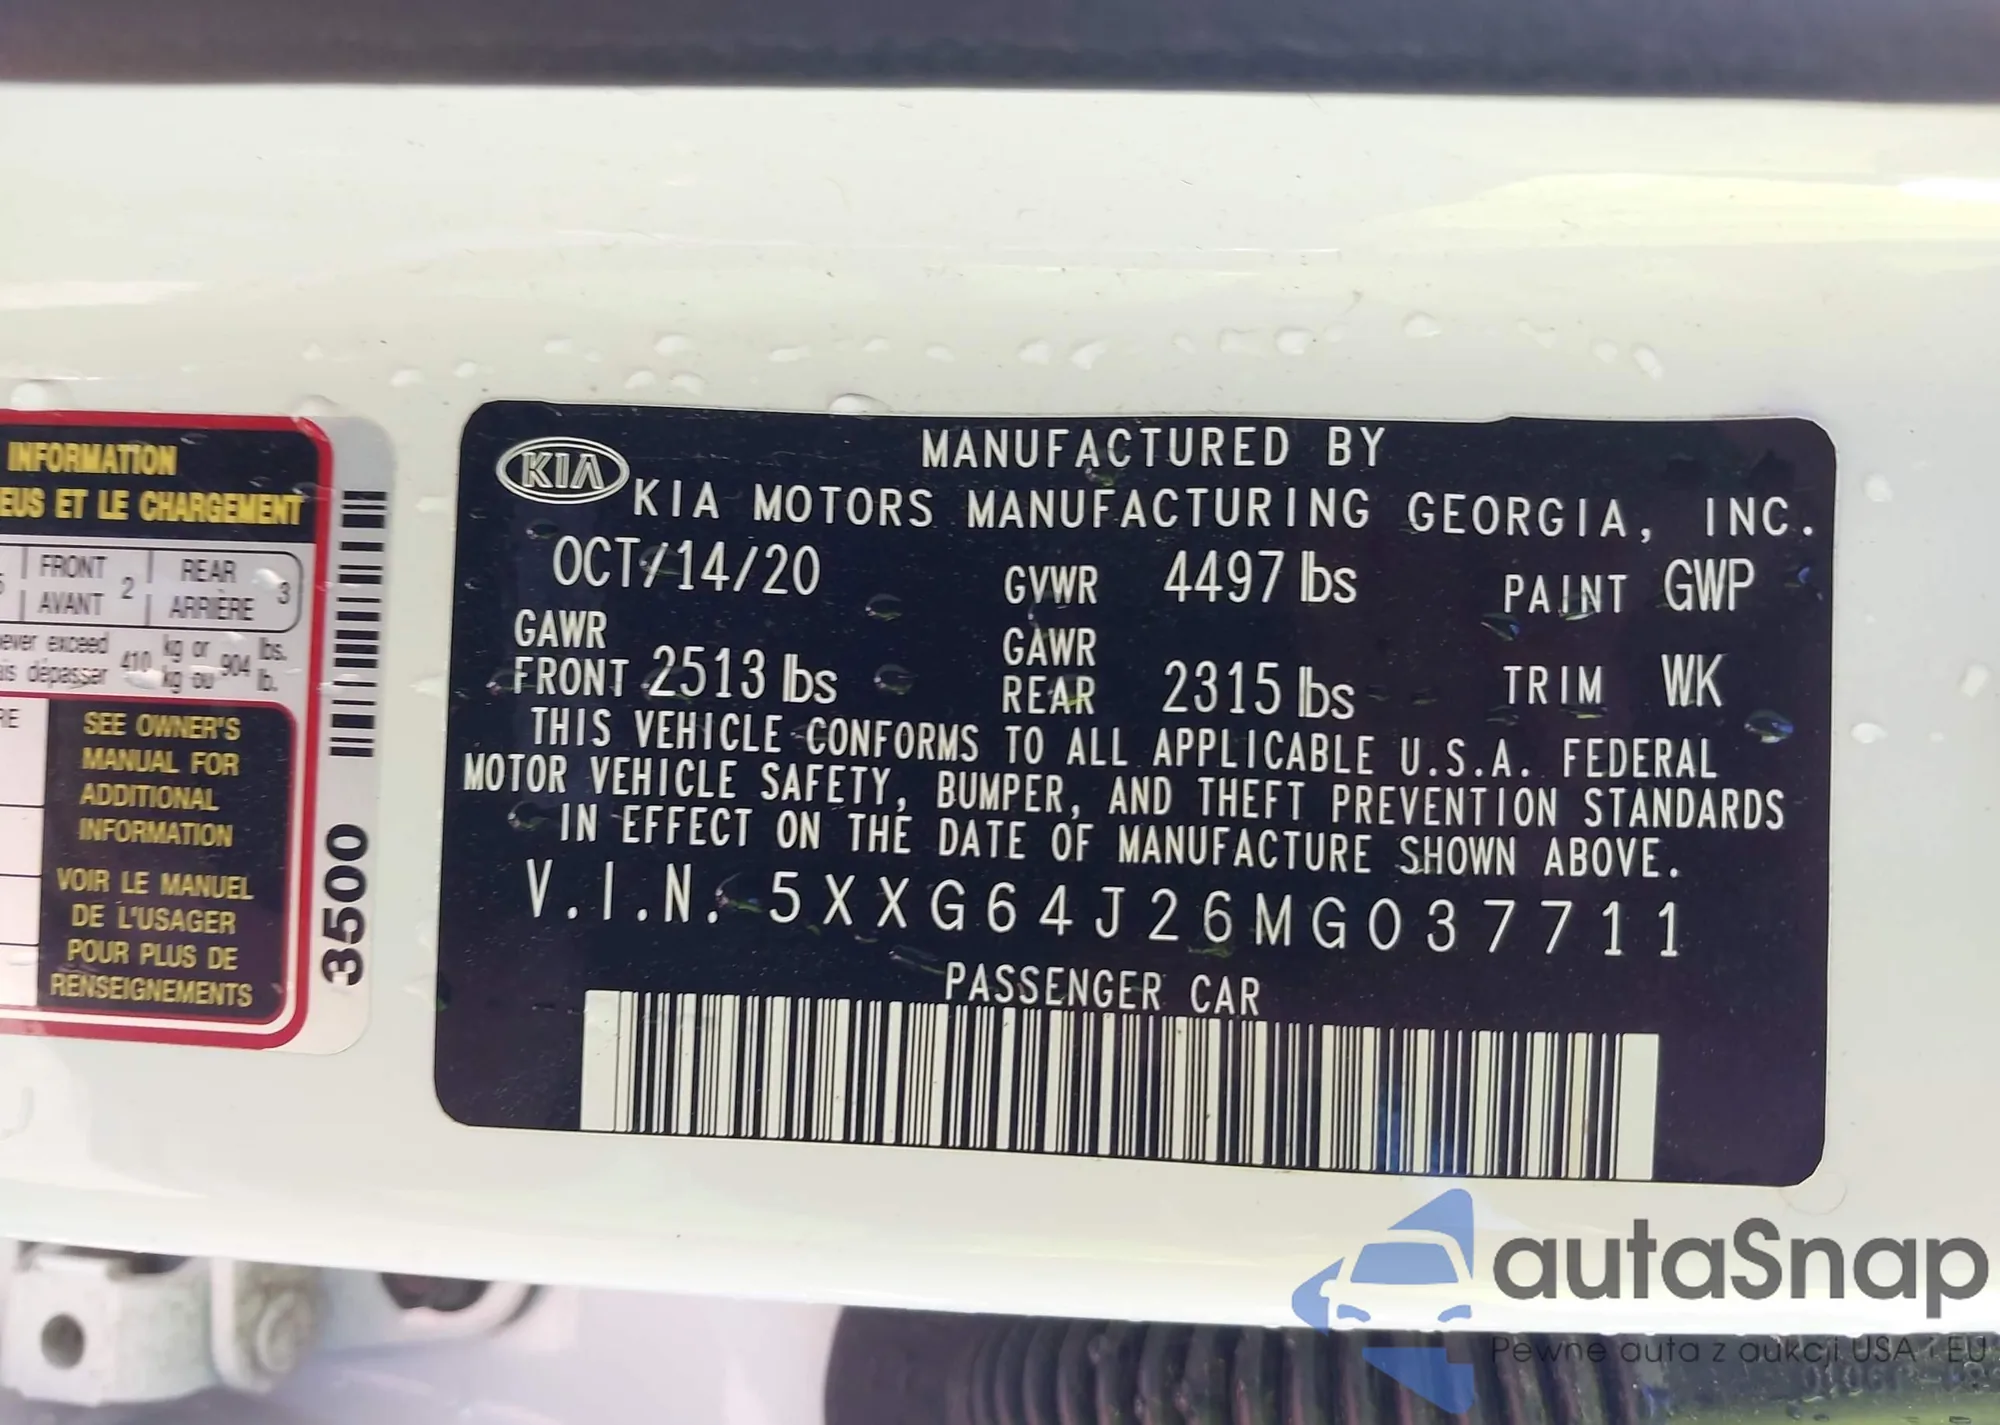 INFORMATION
EUS ET LE CHARGEMENT
FRONT 2 REAR 3
AVANT ARRIÈRE
ever exceed 410 kg or 904 lbs.
is dépasser kg ou lb.
RE
SEE OWNER'S
MANUAL FOR
ADDITIONAL
INFORMATION
VOIR LE MANUEL
DE L'USAGER
POUR PLUS DE
RENSEIGNEMENTS
3500
KIA
MANUFACTURED BY
KIA MOTORS MANUFACTURING GEORGIA, INC.
OCT/14/20 GVWR 4497 lbs PAINT GWP
GAWR FRONT 2513 lbs GAWR REAR 2315 lbs TRIM WK
THIS VEHICLE CONFORMS TO ALL APPLICABLE U.S.A. FEDERAL
MOTOR VEHICLE SAFETY, BUMPER, AND THEFT PREVENTION STANDARDS
IN EFFECT ON THE DATE OF MANUFACTURE SHOWN ABOVE.
V.I.N. 5XXG64J26MG037711
PASSENGER CAR
autaSnap
Pewne auta z aukcji USA i EU